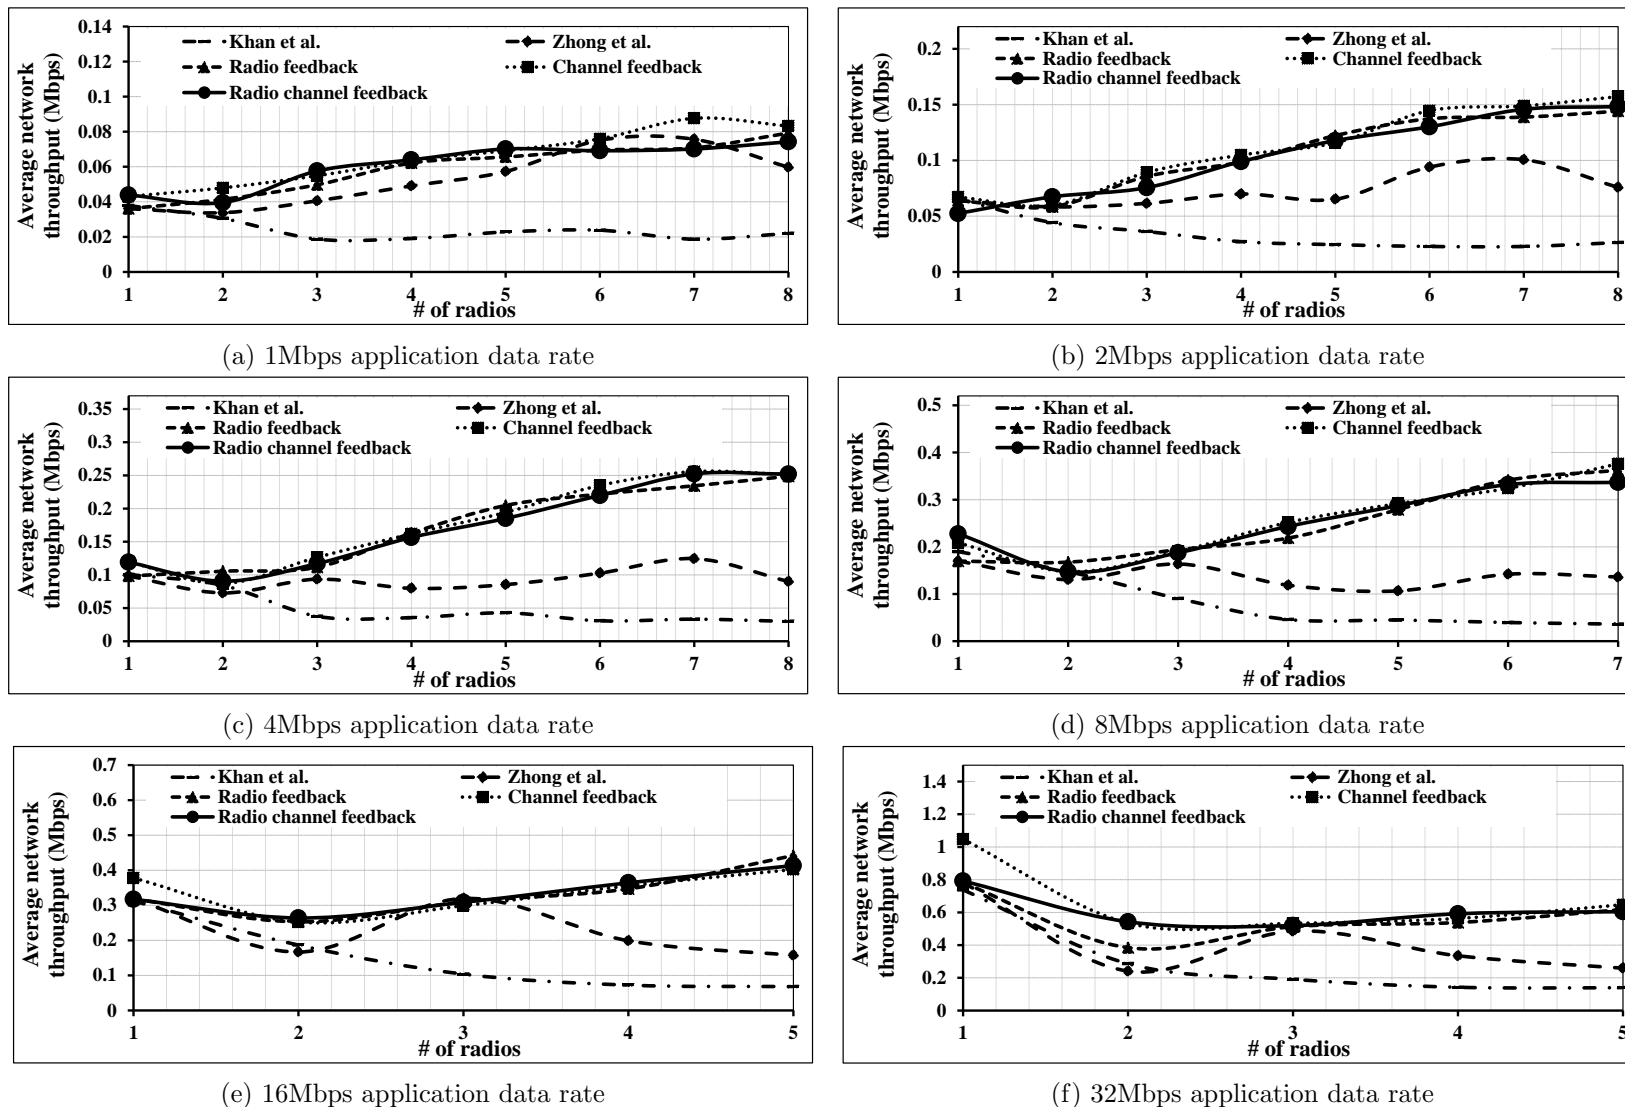 0.14
0.12
0.1
0.08
0.06
0.04
0.02
0
Average network
throughput (Mbps)
Khan et al. Zhong et al.
Radio feedback Channel feedback
Radio channel feedback
1 2 3 4 5 6 7 8
# of radios
(a) 1Mbps application data rate
0.2
0.15
0.1
0.05
0
Average network
throughput (Mbps)
Khan et al. Zhong et al.
Radio feedback Channel feedback
Radio channel feedback
1 2 3 4 5 6 7 8
# of radios
(b) 2Mbps application data rate
0.35
0.3
0.25
0.2
0.15
0.1
0.05
0
Average network
throughput (Mbps)
Khan et al. Zhong et al.
Radio feedback Channel feedback
Radio channel feedback
1 2 3 4 5 6 7 8
# of radios
(c) 4Mbps application data rate
0.5
0.4
0.3
0.2
0.1
0
Average network
throughput (Mbps)
Khan et al. Zhong et al.
Radio feedback Channel feedback
Radio channel feedback
1 2 3 4 5 6 7
# of radios
(d) 8Mbps application data rate
0.7
0.6
0.5
0.4
0.3
0.2
0.1
0
Average network
throughput (Mbps)
Khan et al. Zhong et al.
Radio feedback Channel feedback
Radio channel feedback
1 2 3 4 5
# of radios
(e) 16Mbps application data rate
1.4
1.2
1
0.8
0.6
0.4
0.2
0
Average network
throughput (Mbps)
Khan et al. Zhong et al.
Radio feedback Channel feedback
Radio channel feedback
1 2 3 4 5
# of radios
(f) 32Mbps application data rate